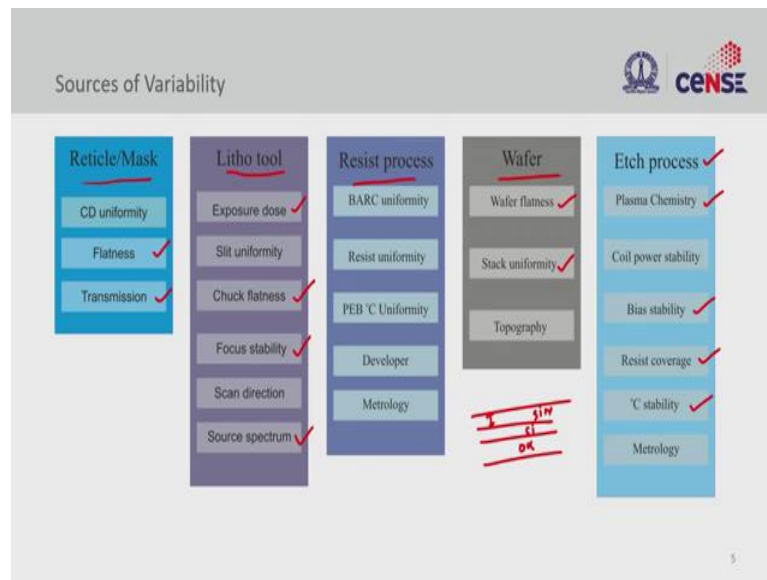 Sources of Variability
CeNSE
Reticle/Mask
CD uniformity
Flatness
Transmission
Litho tool
Exposure dose
Slit uniformity
Chuck flatness
Focus stability
Scan direction
Source spectrum
Resist process
BARC uniformity
Resist uniformity
PEB °C Uniformity
Developer
Metrology
Wafer
Wafer flatness
Stack uniformity
Topography
SiN
Si
OX
Etch process
Plasma Chemistry
Coil power stability
Bias stability
Resist coverage
°C stability
Metrology
5